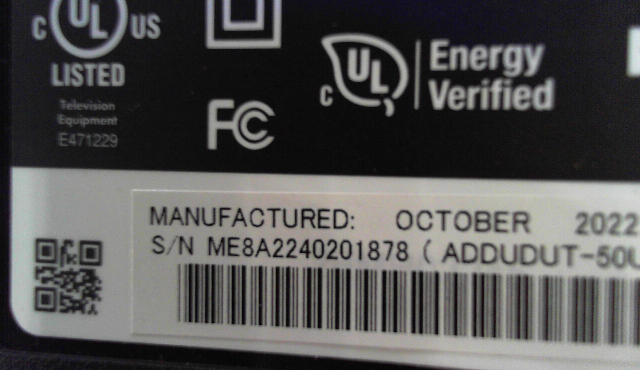 C UL US
LISTED
Television
Equipment
E471229
FC
C UL
Energy
Verified
MANUFACTURED: OCTOBER 2022
S/N ME8A2240201878 ( ADDUDUT-50U